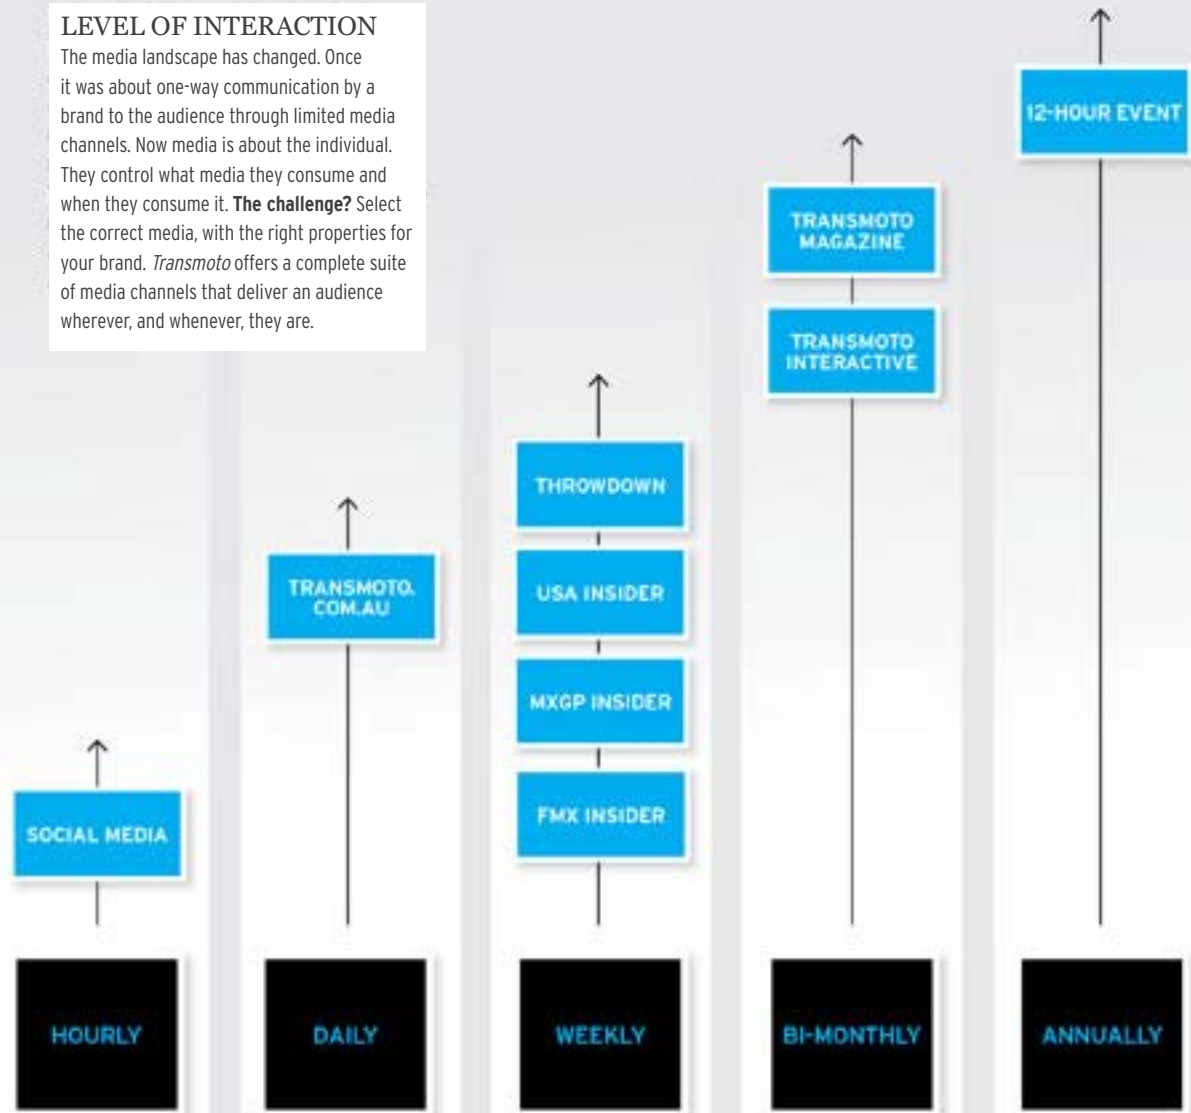 LEVEL OF INTERACTION
The media landscape has changed. Once
it was about one-way communication by a
brand to the audience through limited media
channels. Now media is about the individual.
They control what media they consume and
when they consume it. The challenge? Select
the correct media, with the right properties for
your brand. Transmoto offers a complete suite
of media channels that deliver an audience
wherever, and whenever, they are.
SOCIAL MEDIA
HOURLY
TRANSMOTO.
COM.AU
DAILY
THROWDOWN
USA INSIDER
MXGP INSIDER
FMX INSIDER
WEEKLY
TRANSMOTO
MAGAZINE
TRANSMOTO
INTERACTIVE
BI-MONTHLY
12-HOUR EVENT
ANNUALLY